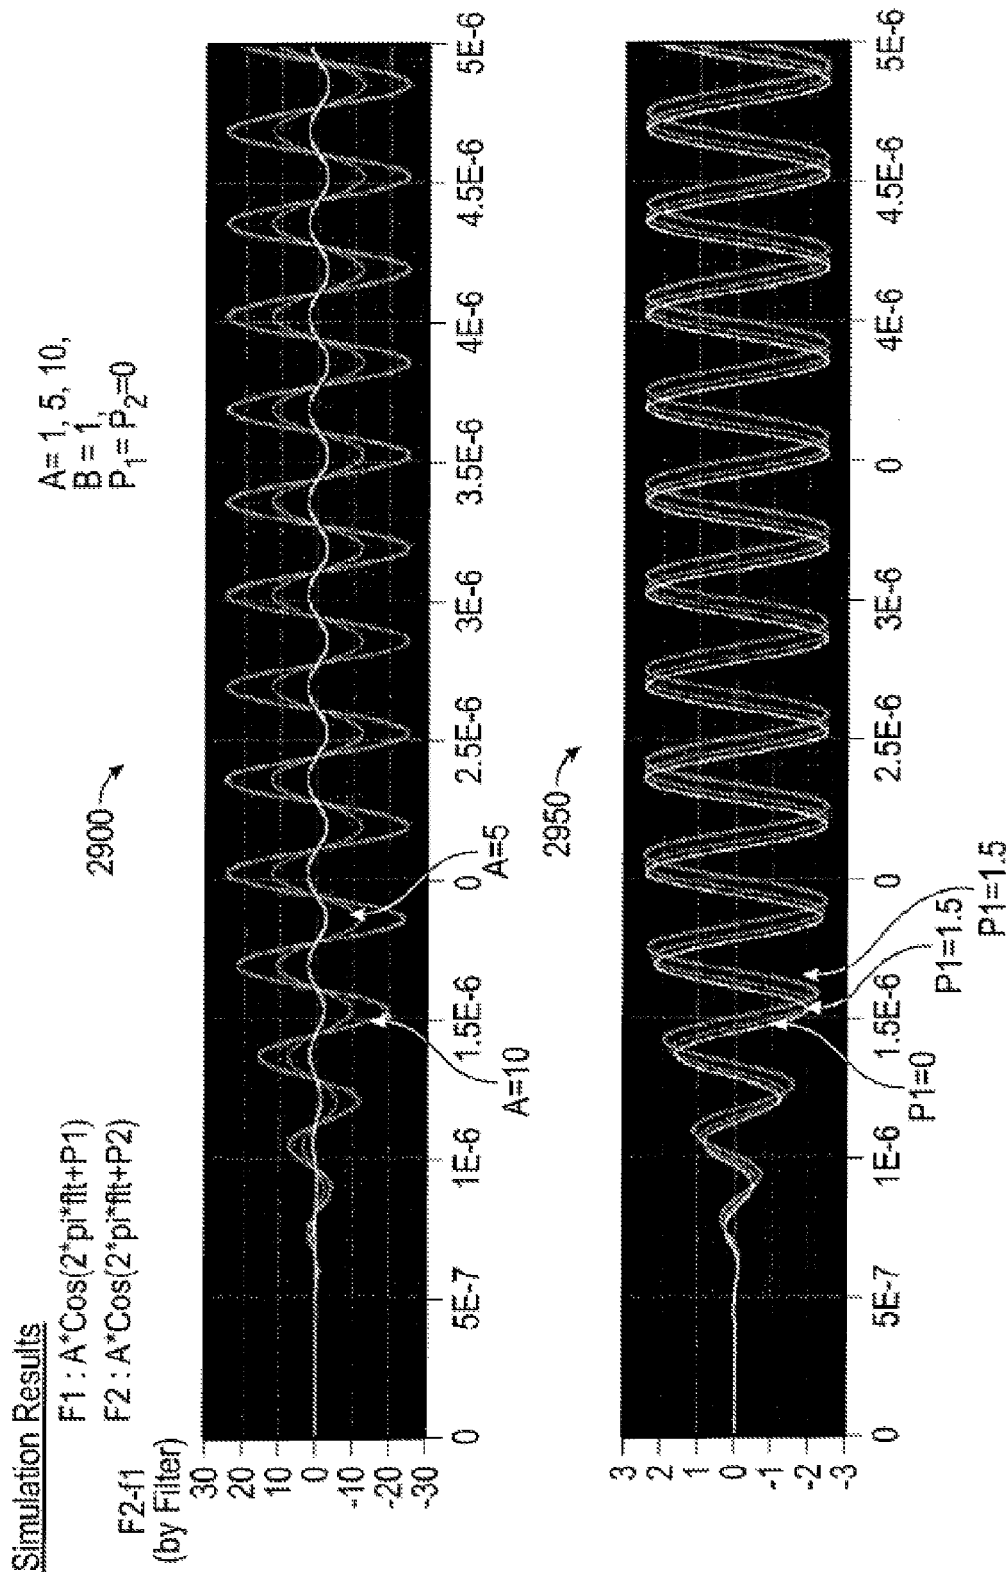 Simulation Results
F1 : A*Cos(2*pi*flt+P1)
F2 : A*Cos(2*pi*flt+P2)
A= 1, 5, 10,
B = 1,
P1 = P2=0
F2-f1
(by Filter)
2900
30
20
10
0
-10
-20
-30
0
5E-7
1E-6
1.5E-6
0
2.5E-6
3E-6
3.5E-6
4E-6
4.5E-6
5E-6
A=10
A=5
2950
3
2
1
0
-1
-2
-3
0
5E-7
1E-6
1.5E-6
0
2.5E-6
3E-6
0
4E-6
4.5E-6
5E-6
P1=0
P1=1.5
P1=1.5